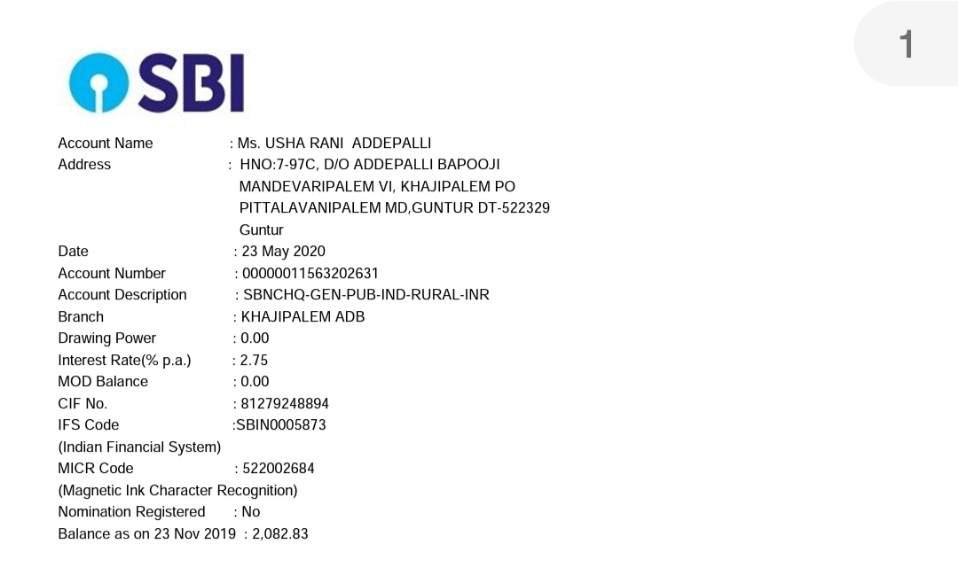 1
SBI
Account Name : Ms. USHA RANI ADDEPALLI
Address : HNO:7-97C, D/O ADDEPALLI BAPOOJI
MANDEVARIPALEM VI, KHAJIPALEM PO
PITTALAVANIPALEM MD,GUNTUR DT-522329
Guntur
Date : 23 May 2020
Account Number : 00000011563202631
Account Description : SBNCHQ-GEN-PUB-IND-RURAL-INR
Branch : KHAJIPALEM ADB
Drawing Power : 0.00
Interest Rate(% p.a.) : 2.75
MOD Balance : 0.00
CIF No. : 81279248894
IFS Code :SBIN0005873
(Indian Financial System)
MICR Code : 522002684
(Magnetic Ink Character Recognition)
Nomination Registered : No
Balance as on 23 Nov 2019 : 2,082.83